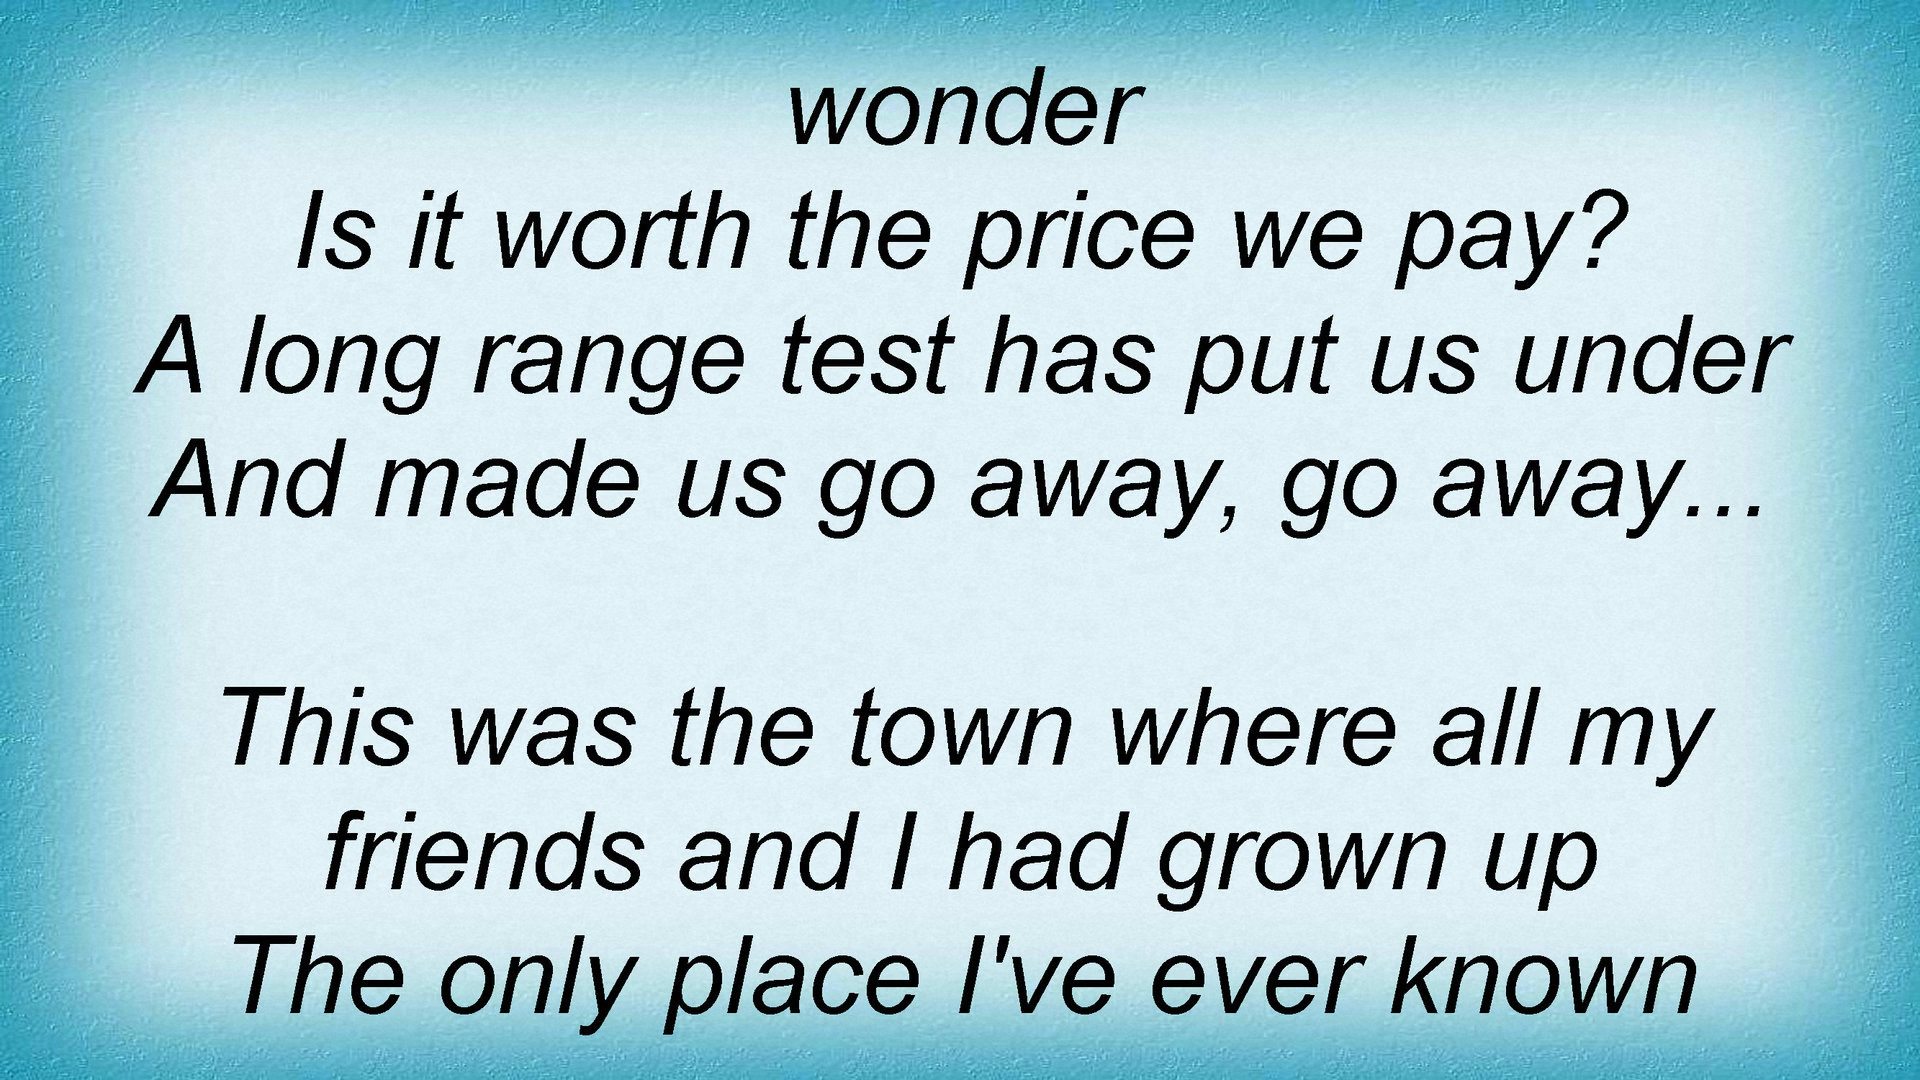 wonder
Is it worth the price we pay?
A long range test has put us under
And made us go away, go away...
This was the town where all my
friends and I had grown up
The only place I've ever known